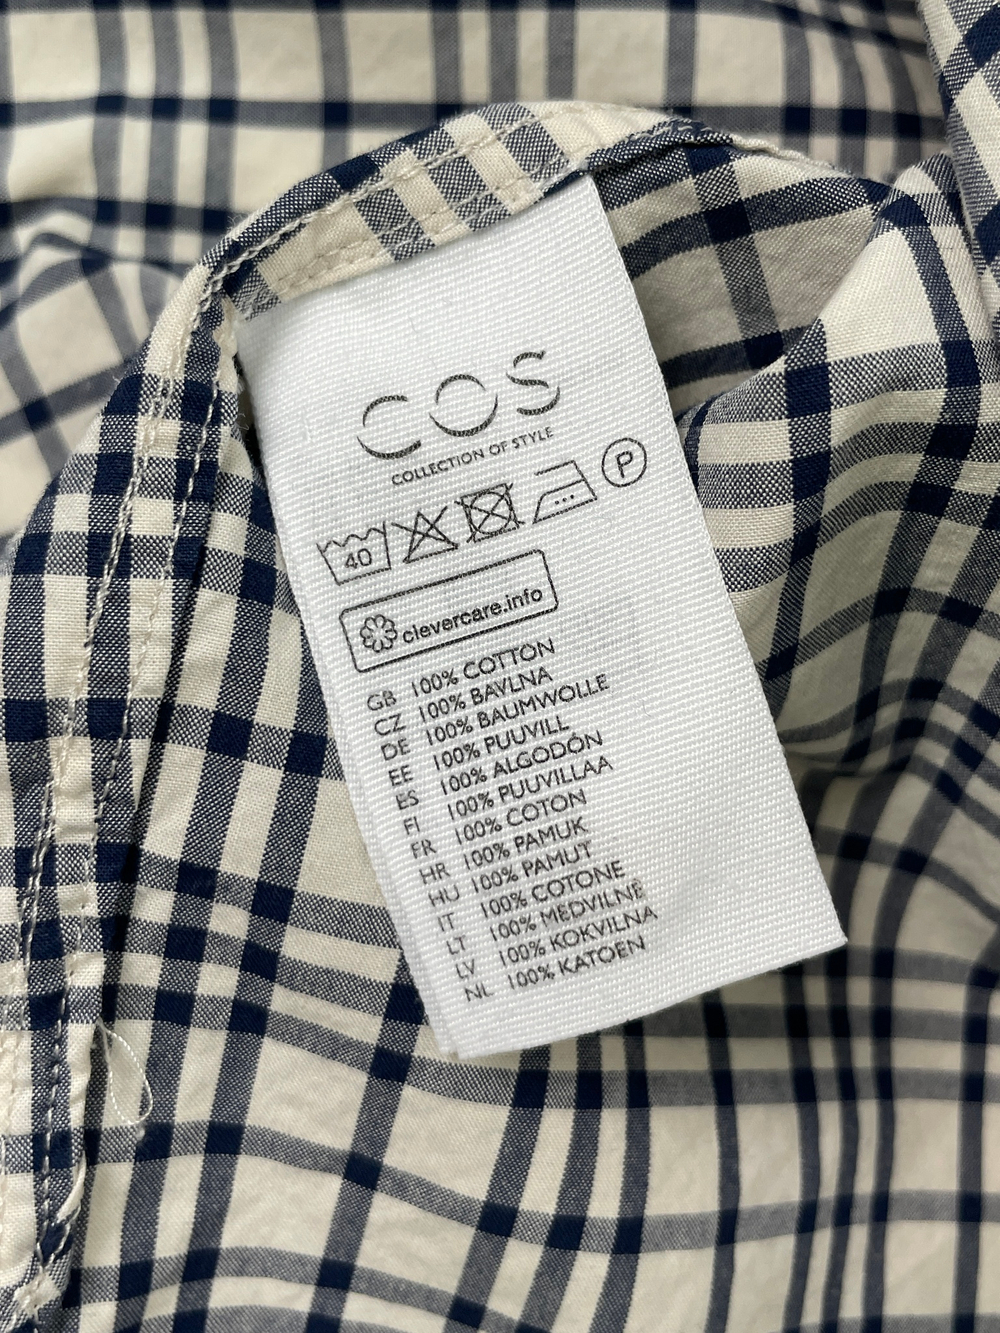 COS
COLLECTION OF STYLE
40 P
clevercare.info
GB 100% COTTON
CZ 100% BAVLNA
DE 100% BAUMWOLLE
EE 100% PUUVILL
ES 100% ALGODÓN
FI 100% PUUVILLAA
FR 100% COTON
HR 100% PAMUK
HU 100% PAMUT
IT 100% COTONE
LT 100% MEDVILNĖ
LV 100% KOKVILNA
NL 100% KATOEN